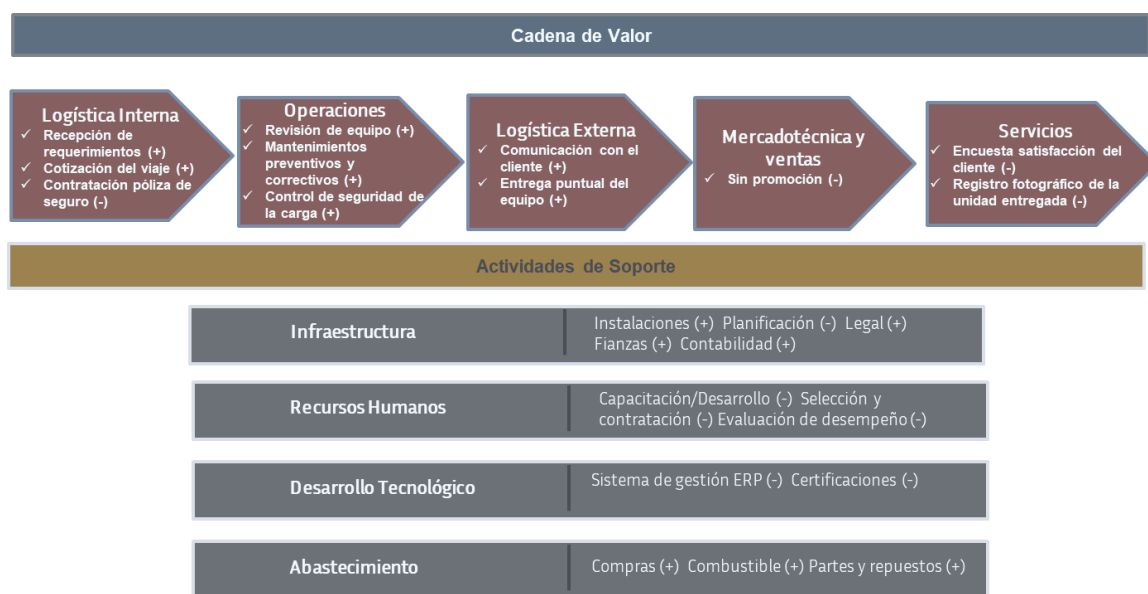 Cadena de Valor
Logística Interna
✓ Recepción de
requerimientos (+)
✓ Cotización del viaje (+)
✓ Contratación póliza de
seguro (-)
Operaciones
✓ Revisión de equipo (+)
✓ Mantenimientos
preventivos y
correctivos (+)
✓ Control de seguridad de
la carga (+)
Logística Externa
✓ Comunicación con el
cliente (+)
✓ Entrega puntual del
equipo (+)
Mercadotécnica y
ventas
✓ Sin promoción (-)
Servicios
✓ Encuesta satisfacción del
cliente (-)
✓ Registro fotográfico de la
unidad entregada (-)
Actividades de Soporte
Infraestructura
Instalaciones (+) Planificación (-) Legal (+)
Fianzas (+) Contabilidad (+)
Recursos Humanos
Capacitación/Desarrollo (-) Selección y
contratación (-) Evaluación de desempeño (-)
Desarrollo Tecnológico
Sistema de gestión ERP (-) Certificaciones (-)
Abastecimiento
Compras (+) Combustible (+) Partes y repuestos (+)